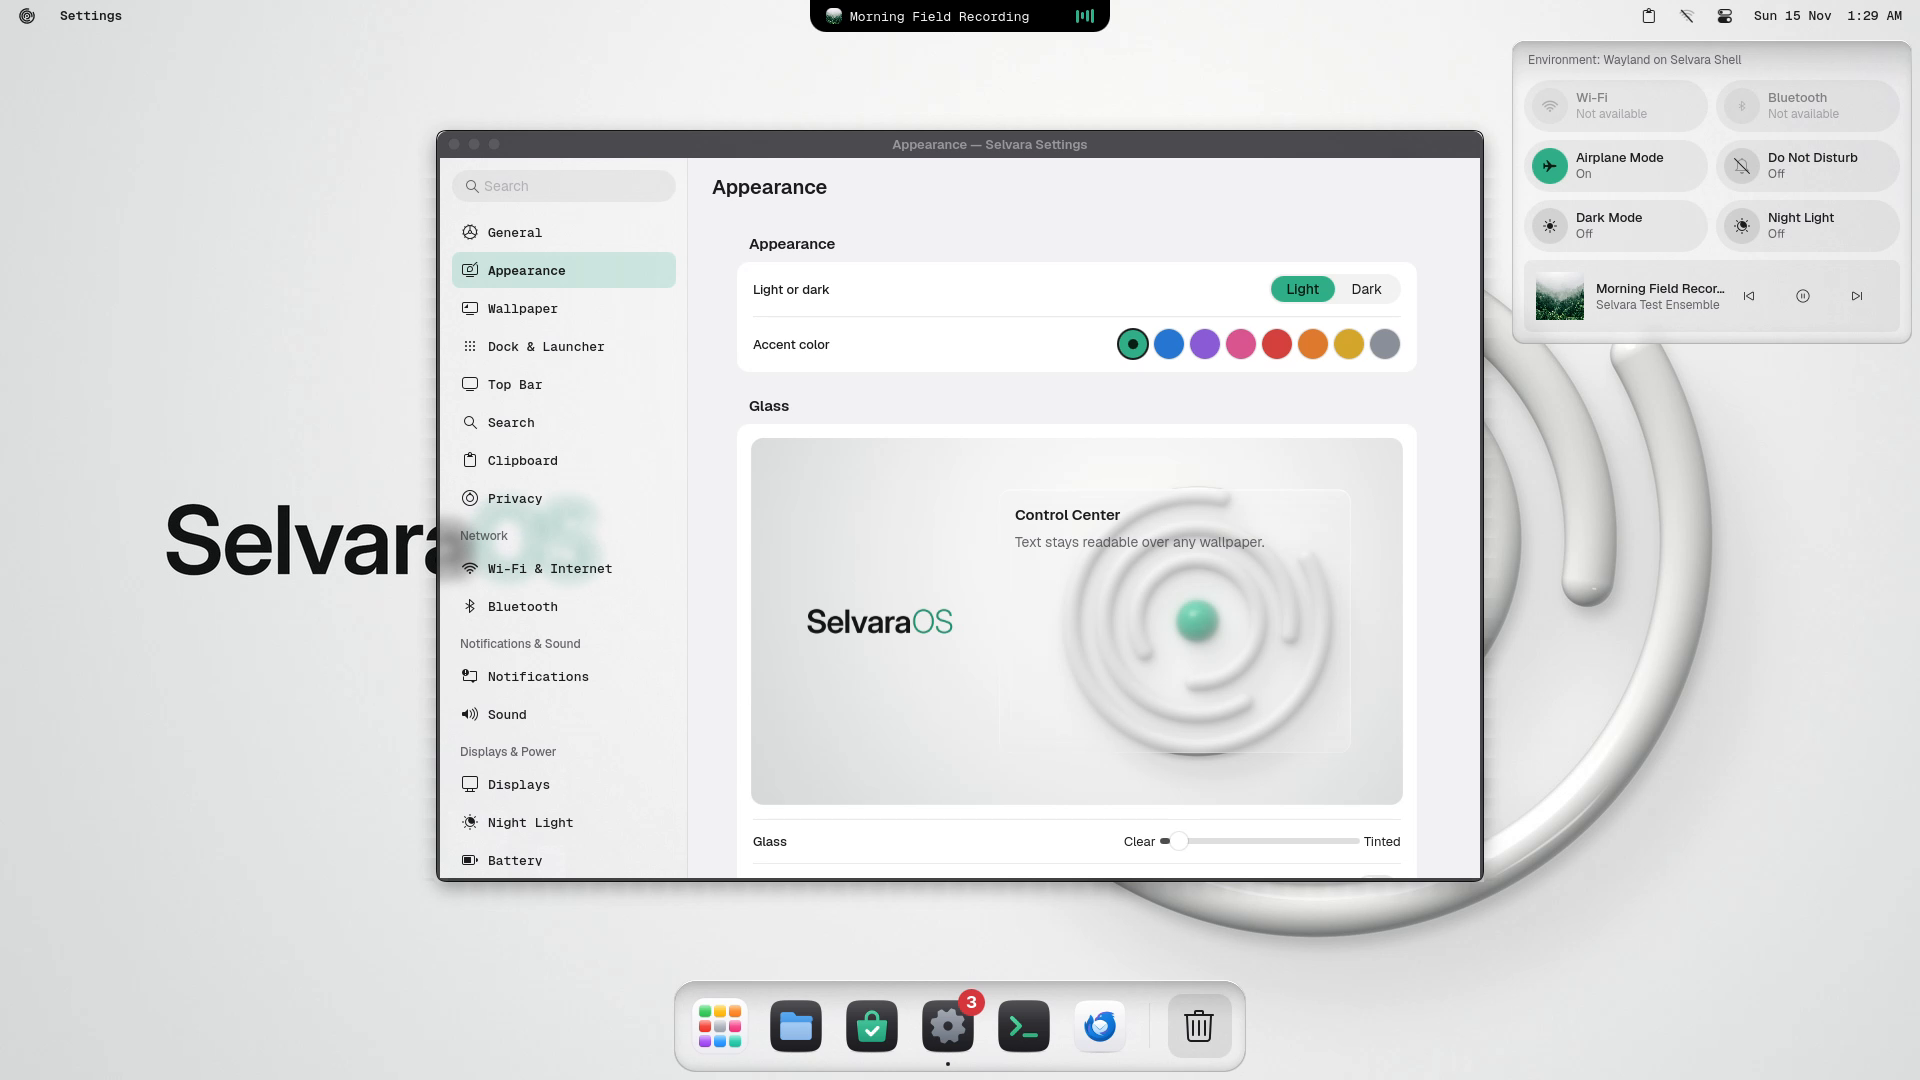 Settings
Morning Field Recording
Sun 15 Nov 1:29 AM
Environment: Wayland on Selvara Shell
Wi-Fi
Not available
Bluetooth
Not available
Airplane Mode
On
Do Not Disturb
Off
Dark Mode
Off
Night Light
Off
Morning Field Recor...
Selvara Test Ensemble
Appearance — Selvara Settings
Search
General
Appearance
Wallpaper
Dock & Launcher
Top Bar
Search
Clipboard
Privacy
Network
Wi-Fi & Internet
Bluetooth
Notifications & Sound
Notifications
Sound
Displays & Power
Displays
Night Light
Battery
Appearance
Appearance
Light or dark
Light Dark
Accent color
Glass
Control Center
Text stays readable over any wallpaper.
SelvaraOS
Glass
Clear Tinted
SelvaraOS
3